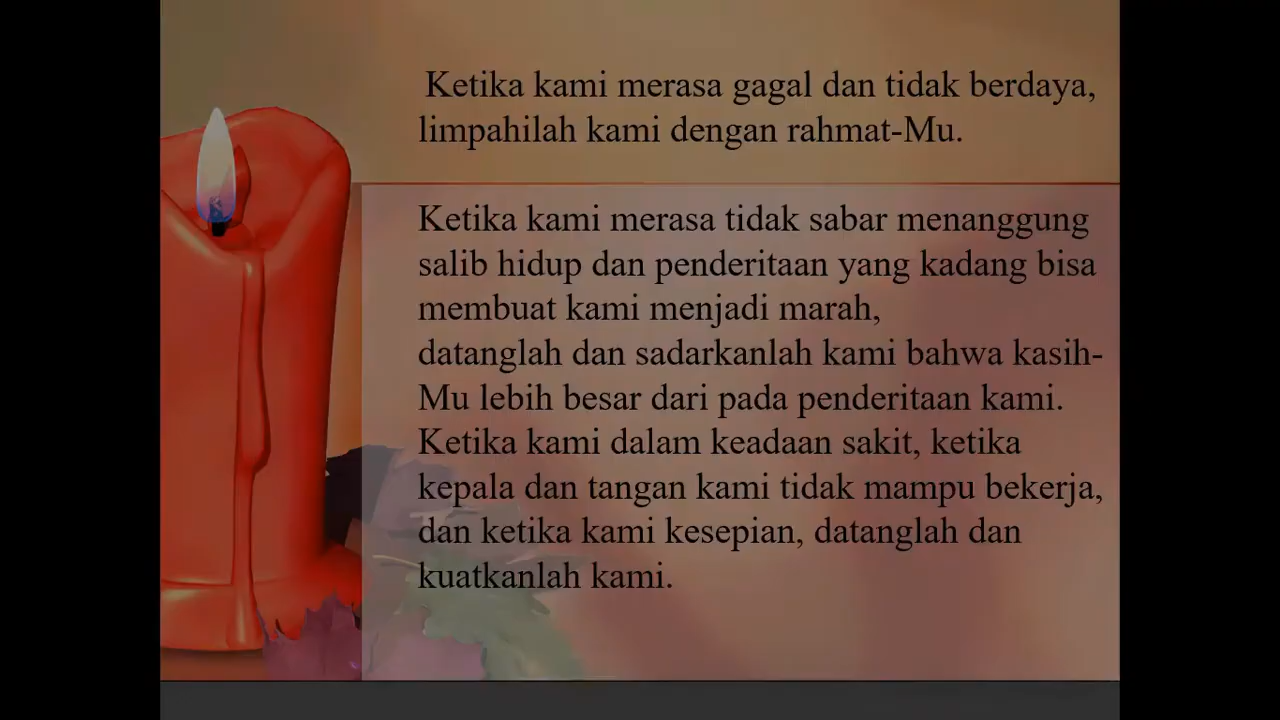 Ketika kami merasa gagal dan tidak berdaya,
limpahilah kami dengan rahmat-Mu.
Ketika kami merasa tidak sabar menanggung
salib hidup dan penderitaan yang kadang bisa
membuat kami menjadi marah,
datanglah dan sadarkanlah kami bahwa kasih-
Mu lebih besar dari pada penderitaan kami.
Ketika kami dalam keadaan sakit, ketika
kepala dan tangan kami tidak mampu bekerja,
dan ketika kami kesepian, datanglah dan
kuatkanlah kami.